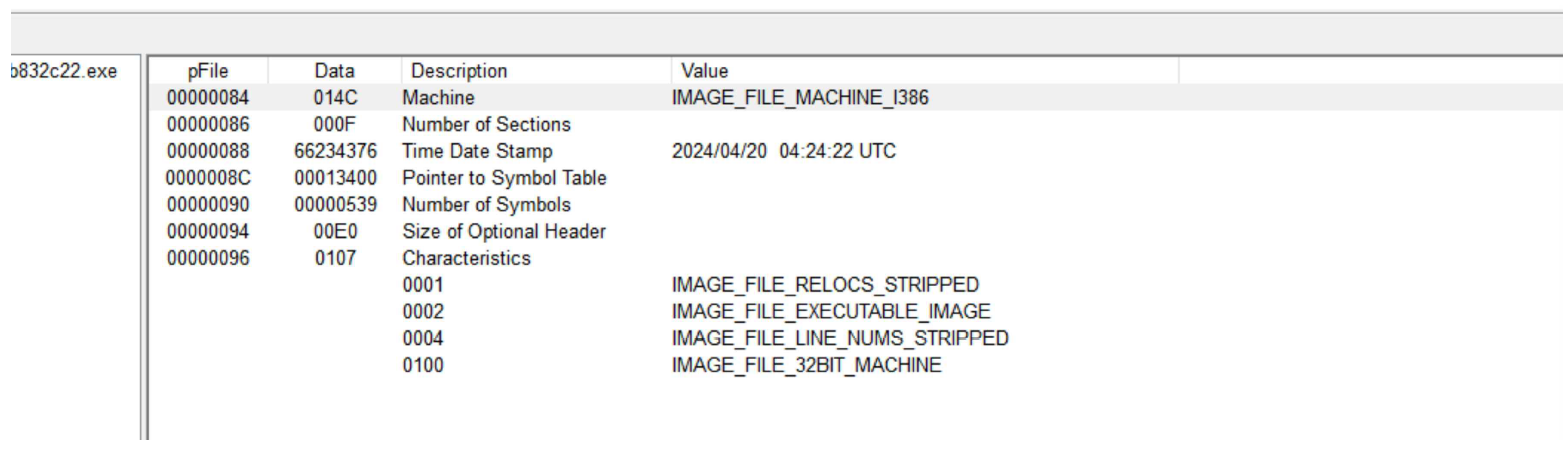 b832c22.exe
pFile Data Description Value
00000084 014C Machine IMAGE_FILE_MACHINE_I386
00000086 000F Number of Sections
00000088 66234376 Time Date Stamp 2024/04/20 04:24:22 UTC
0000008C 00013400 Pointer to Symbol Table
00000090 00000539 Number of Symbols
00000094 00E0 Size of Optional Header
00000096 0107 Characteristics
0001 IMAGE_FILE_RELOCS_STRIPPED
0002 IMAGE_FILE_EXECUTABLE_IMAGE
0004 IMAGE_FILE_LINE_NUMS_STRIPPED
0100 IMAGE_FILE_32BIT_MACHINE